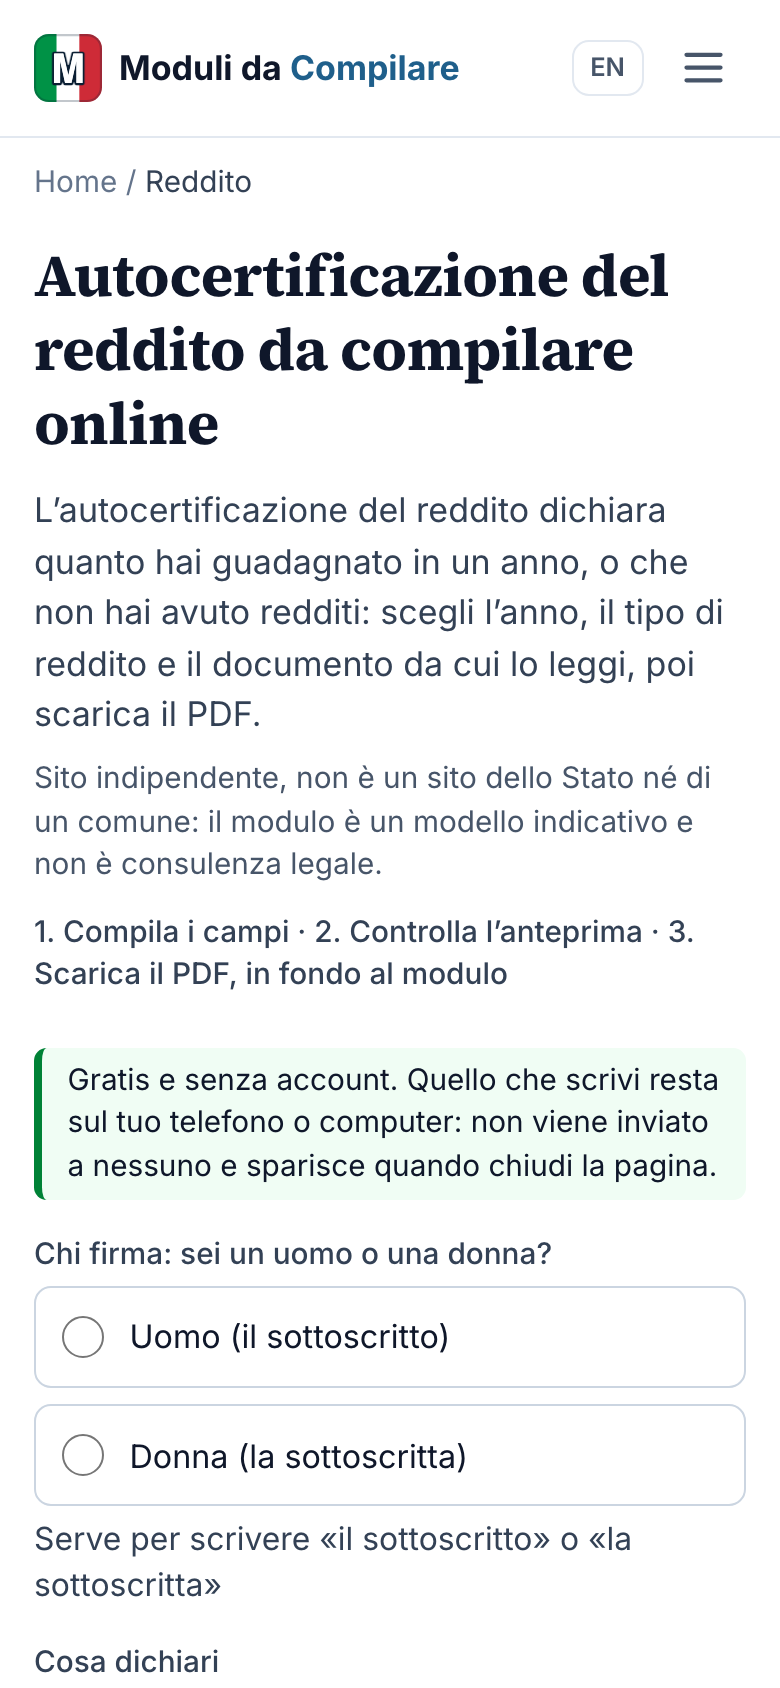 M Moduli da Compilare EN
Home / Reddito
Autocertificazione del
reddito da compilare
online
L’autocertificazione del reddito dichiara
quanto hai guadagnato in un anno, o che
non hai avuto redditi: scegli l’anno, il tipo di
reddito e il documento da cui lo leggi, poi
scarica il PDF.
Sito indipendente, non è un sito dello Stato né di
un comune: il modulo è un modello indicativo e
non è consulenza legale.
1. Compila i campi · 2. Controlla l’anteprima · 3.
Scarica il PDF, in fondo al modulo
Gratis e senza account. Quello che scrivi resta
sul tuo telefono o computer: non viene inviato
a nessuno e sparisce quando chiudi la pagina.
Chi firma: sei un uomo o una donna?
Uomo (il sottoscritto)
Donna (la sottoscritta)
Serve per scrivere «il sottoscritto» o «la
sottoscritta»
Cosa dichiari